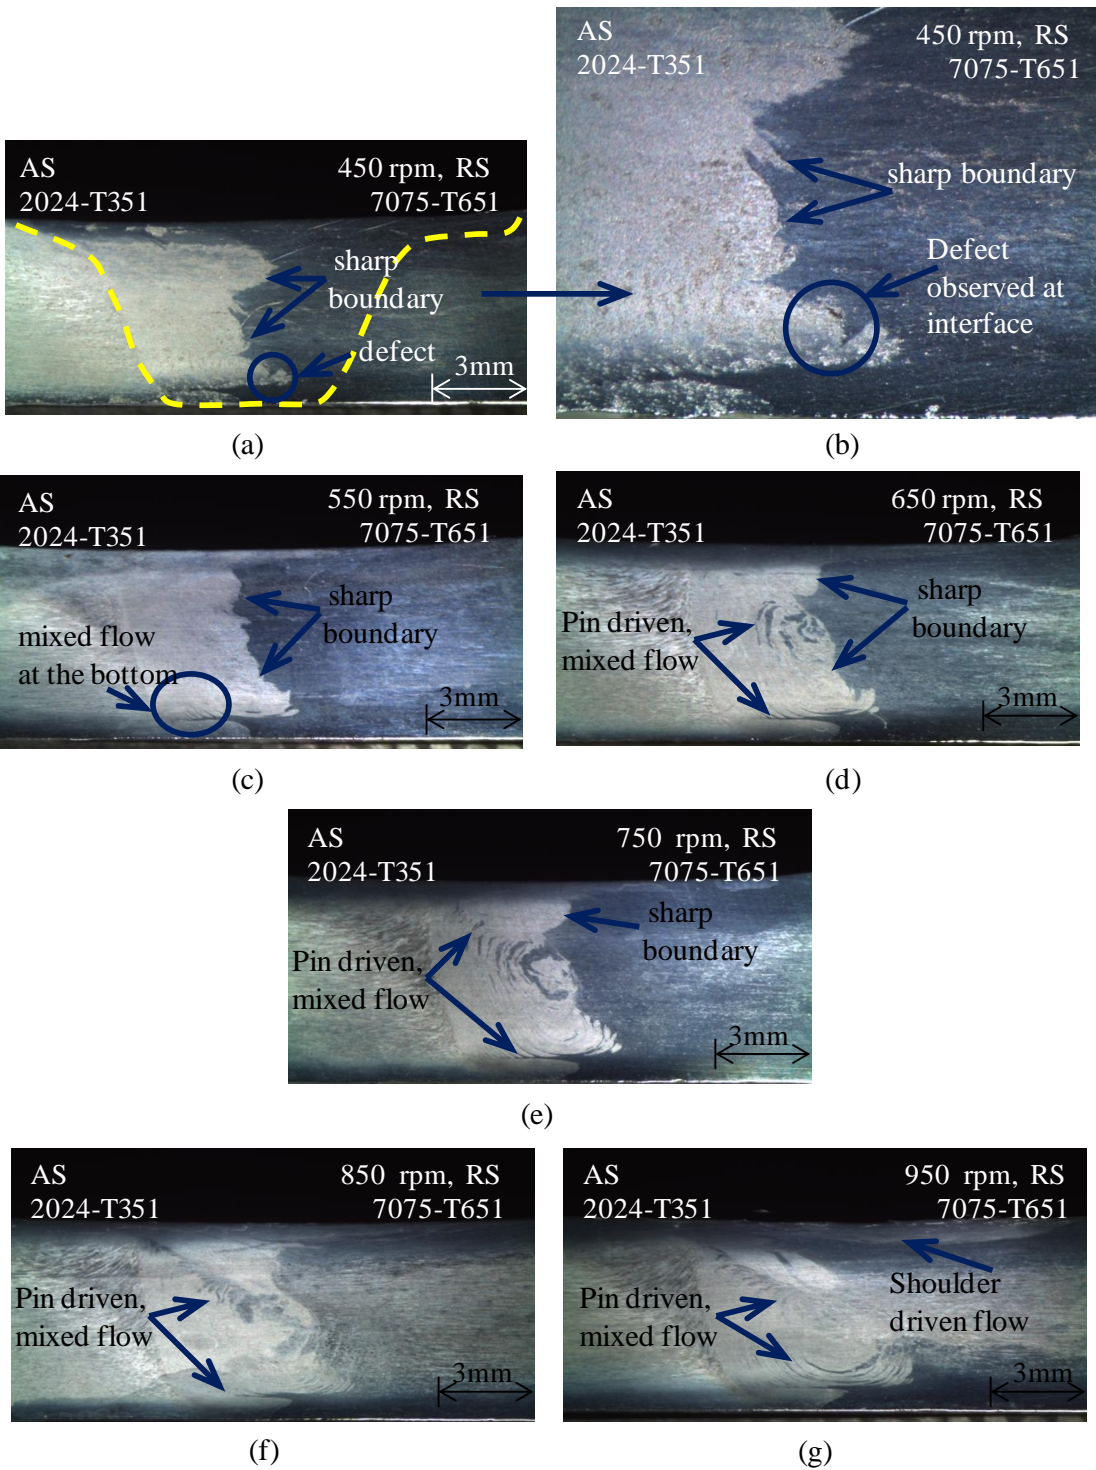 AS
2024-T351
450 rpm, RS
7075-T651
sharp
boundary
defect
3mm
(a)
AS
2024-T351
450 rpm, RS
7075-T651
sharp boundary
Defect
observed at
interface
(b)
AS
2024-T351
550 rpm, RS
7075-T651
sharp
boundary
mixed flow
at the bottom
3mm
(c)
AS
2024-T351
650 rpm, RS
7075-T651
Pin driven,
mixed flow
sharp
boundary
3mm
(d)
AS
2024-T351
750 rpm, RS
7075-T651
sharp
boundary
Pin driven,
mixed flow
3mm
(e)
AS
2024-T351
850 rpm, RS
7075-T651
Pin driven,
mixed flow
3mm
(f)
AS
2024-T351
950 rpm, RS
7075-T651
Pin driven,
mixed flow
Shoulder
driven flow
3mm
(g)